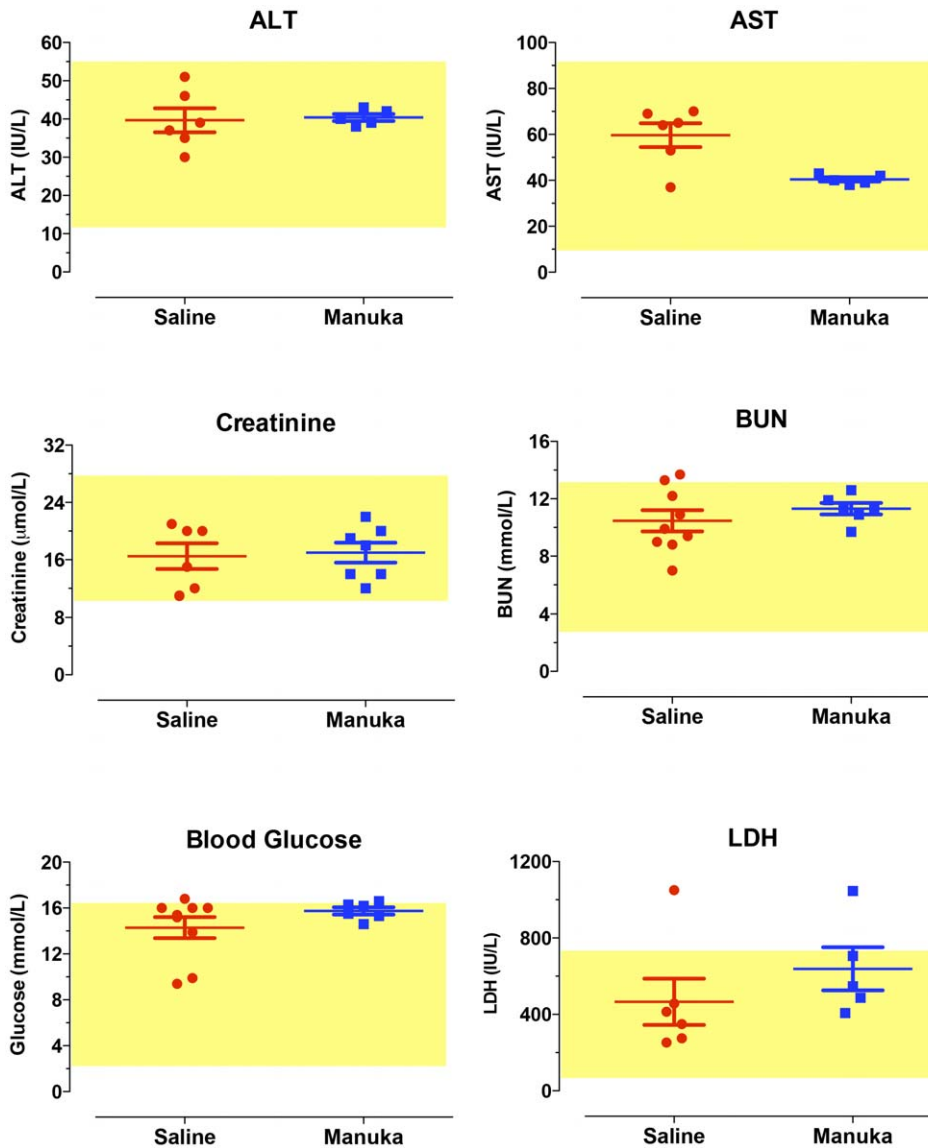 ALT
60
50
40
30
20
10
0
ALT (IU/L)
Saline Manuka
AST
100
80
60
40
20
0
AST (IU/L)
Saline Manuka
Creatinine
32
24
16
8
0
Creatinine (µmol/L)
Saline Manuka
BUN
16
12
8
4
0
BUN (mmol/L)
Saline Manuka
Blood Glucose
20
16
12
8
4
0
Glucose (mmol/L)
Saline Manuka
LDH
1200
800
400
0
LDH (IU/L)
Saline Manuka